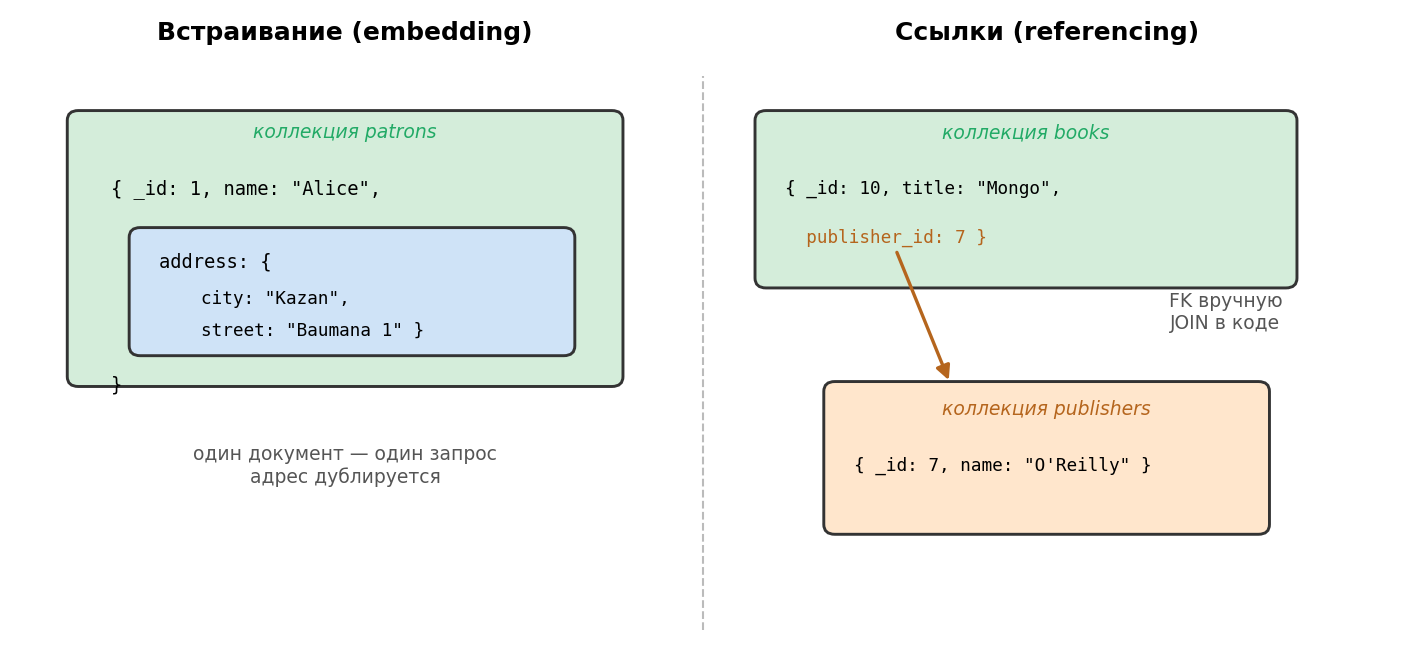 Встраивание (embedding)
коллекция patrons
{ _id: 1, name: "Alice",
address: {
city: "Kazan",
street: "Baumana 1" }
}
один документ — один запрос
адрес дублируется
Ссылки (referencing)
коллекция books
{ _id: 10, title: "Mongo",
publisher_id: 7 }
FK вручную
JOIN в коде
коллекция publishers
{ _id: 7, name: "O'Reilly" }